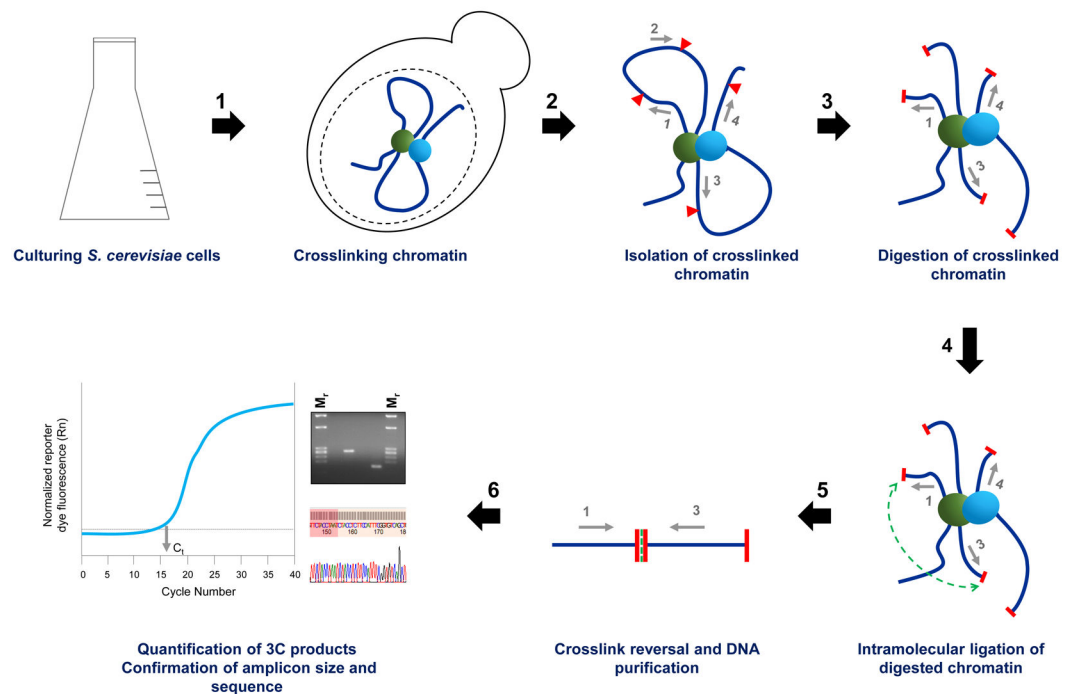 1
2
3
Culturing S. cerevisiae cells
Crosslinking chromatin
2
1
4
3
Isolation of crosslinked
chromatin
1
4
3
Digestion of crosslinked
chromatin
4
1
4
3
Intramolecular ligation of
digested chromatin
5
1
3
Crosslink reversal and DNA
purification
6
Normalized reporter
dye fluorescence (Rn)
Ct
0 5 10 15 20 25 30 35 40
Cycle Number
Mr Mr
150 160 170 18
Quantification of 3C products
Confirmation of amplicon size and
sequence